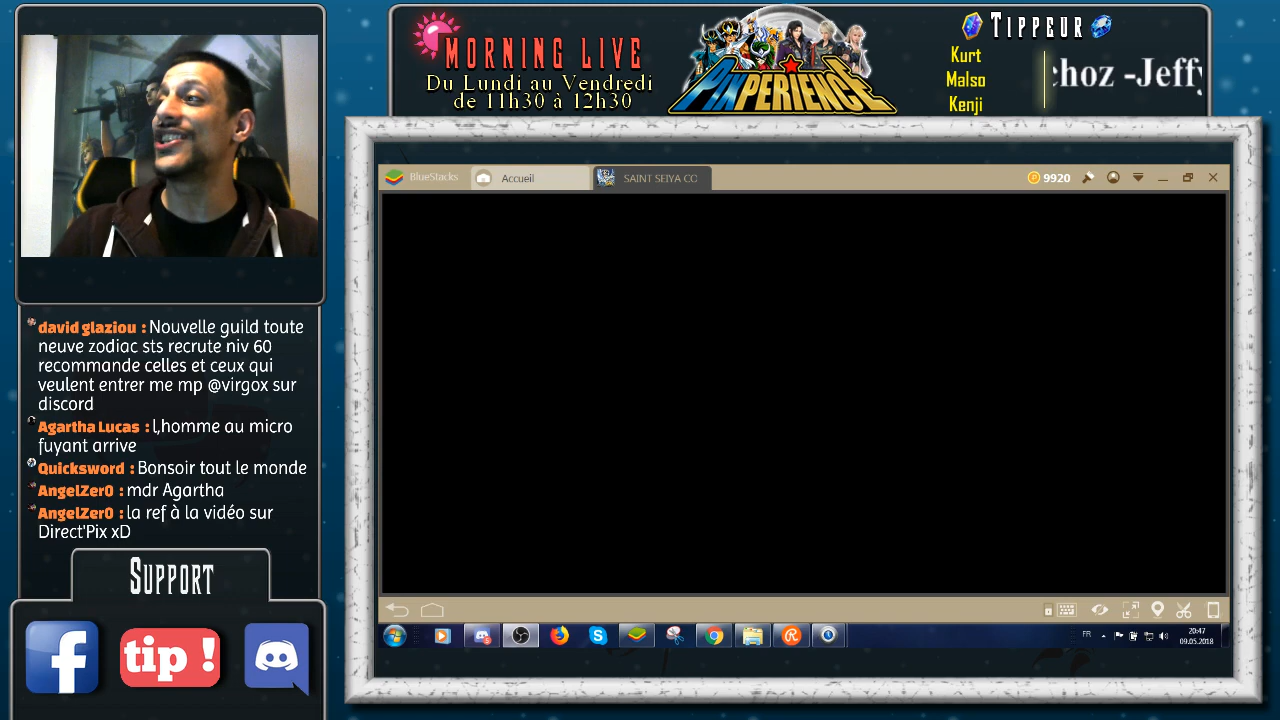 MORNING LIVE
Du Lundi au Vendredi
de 11h30 à 12h30
PIXPERIENCE
TIPPEUR
Kurt
Malso
Kenji
hoz -Jeffy
BlueStacks
Accueil
SAINT SEIYA CO
9920
david glaziou : Nouvelle guild toute
neuve zodiac sts recrute niv 60
recommande celles et ceux qui
veulent entrer me mp @virgox sur
discord
Agartha Lucas : l,homme au micro
fuyant arrive
Quicksword : Bonsoir tout le monde
AngelZer0 : mdr Agartha
AngelZer0 : la ref à la vidéo sur
Direct'Pix xD
SUPPORT
tip !
FR
20:47
09.05.2018